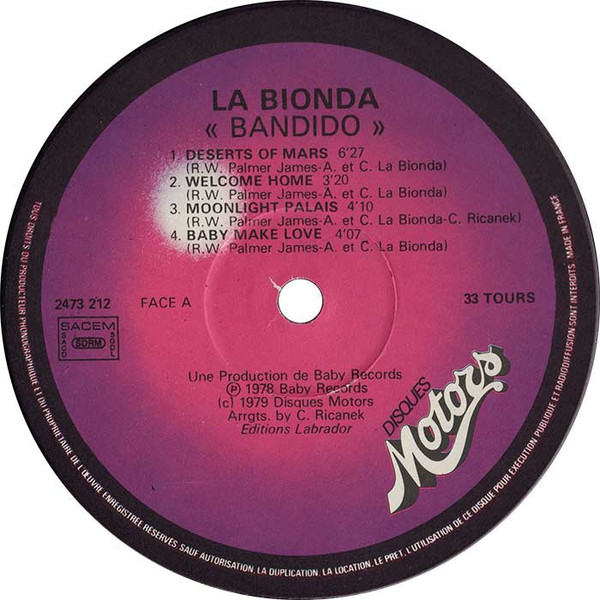 LA BIONDA
« BANDIDO »
1. DESERTS OF MARS 6'27
(R.W. Palmer James-A. et C. La Bionda)
2. WELCOME HOME 3'20
(R.W. Palmer James-A. et C. La Bionda)
3. MOONLIGHT PALAIS 4'10
(R.W. Palmer James-A. et C. La Bionda-C. Ricanek)
4. BABY MAKE LOVE 4'07
(R.W. Palmer James-A. et C. La Bionda)
2473 212
FACE A
33 TOURS
SACEM
SACD
SDRM
SGDL
Une Production de Baby Records
℗ 1978 Baby Records
(c) 1979 Disques Motors
Arrgts. by C. Ricanek
Editions Labrador
DISQUES
Motors
TOUS DROITS DU PRODUCTEUR PHONOGRAPHIQUE ET DU PROPRIETAIRE DE L'ŒUVRE ENREGISTREE RESERVES. SAUF AUTORISATION, LA DUPLICATION, LA LOCATION, LE PRET, L'UTILISATION DE CE DISQUE POUR EXECUTION PUBLIQUE ET RADIODIFFUSION SONT INTERDITS. MADE IN FRANCE